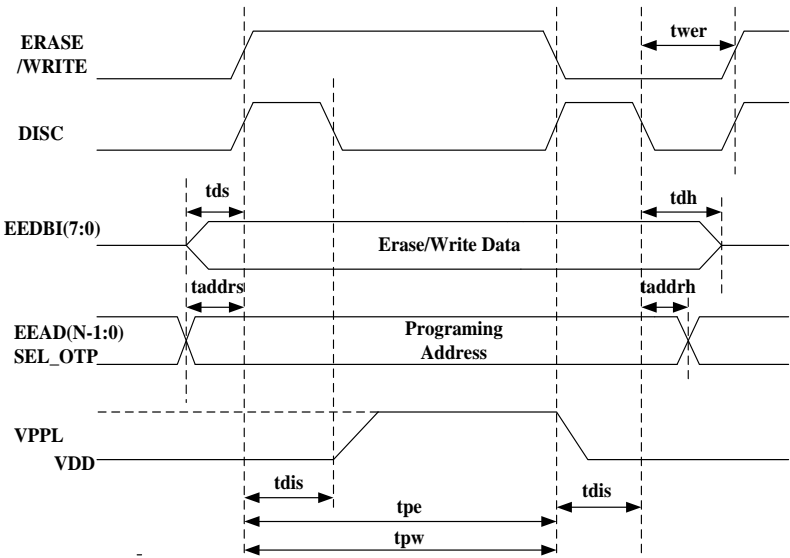 ERASE
/WRITE
twer
DISC
tds
tdh
EEDBI(7:0)
Erase/Write Data
taddrs
taddrh
EEAD(N-1:0)
SEL_OTP
Programing
Address
VPPL
VDD
tdis
tdis
tpe
tpw